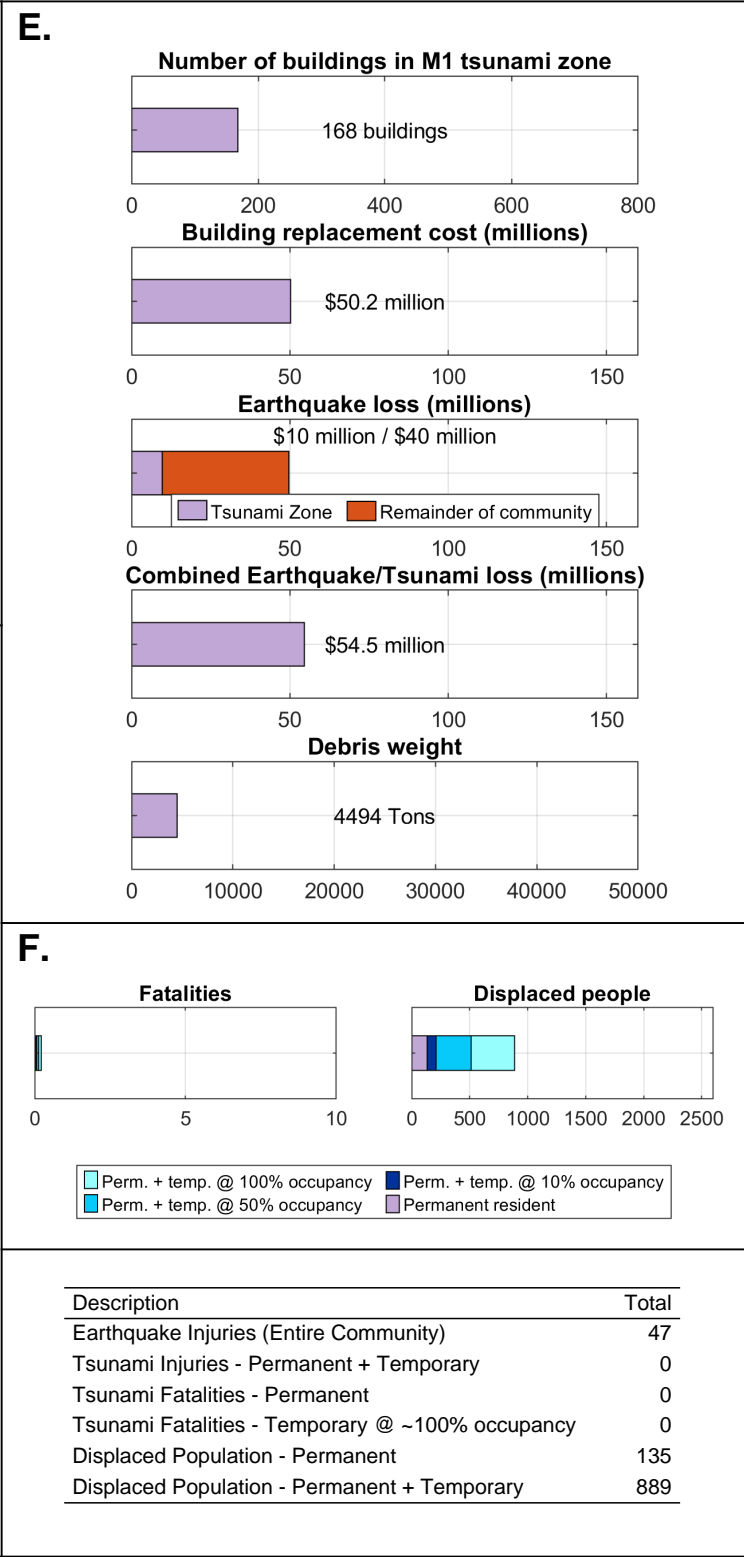 E.
Number of buildings in M1 tsunami zone
168 buildings
0 200 400 600 800
Building replacement cost (millions)
$50.2 million
0 50 100 150
Earthquake loss (millions)
$10 million / $40 million
Tsunami Zone Remainder of community
0 50 100 150
Combined Earthquake/Tsunami loss (millions)
$54.5 million
0 50 100 150
Debris weight
4494 Tons
0 10000 20000 30000 40000 50000
F.
Fatalities Displaced people
0 5 10 0 500 1000 1500 2000 2500
Perm. + temp. @ 100% occupancy Perm. + temp. @ 10% occupancy
Perm. + temp. @ 50% occupancy Permanent resident
Description Total
Earthquake Injuries (Entire Community) 47
Tsunami Injuries - Permanent + Temporary 0
Tsunami Fatalities - Permanent 0
Tsunami Fatalities - Temporary @ ~100% occupancy 0
Displaced Population - Permanent 135
Displaced Population - Permanent + Temporary 889